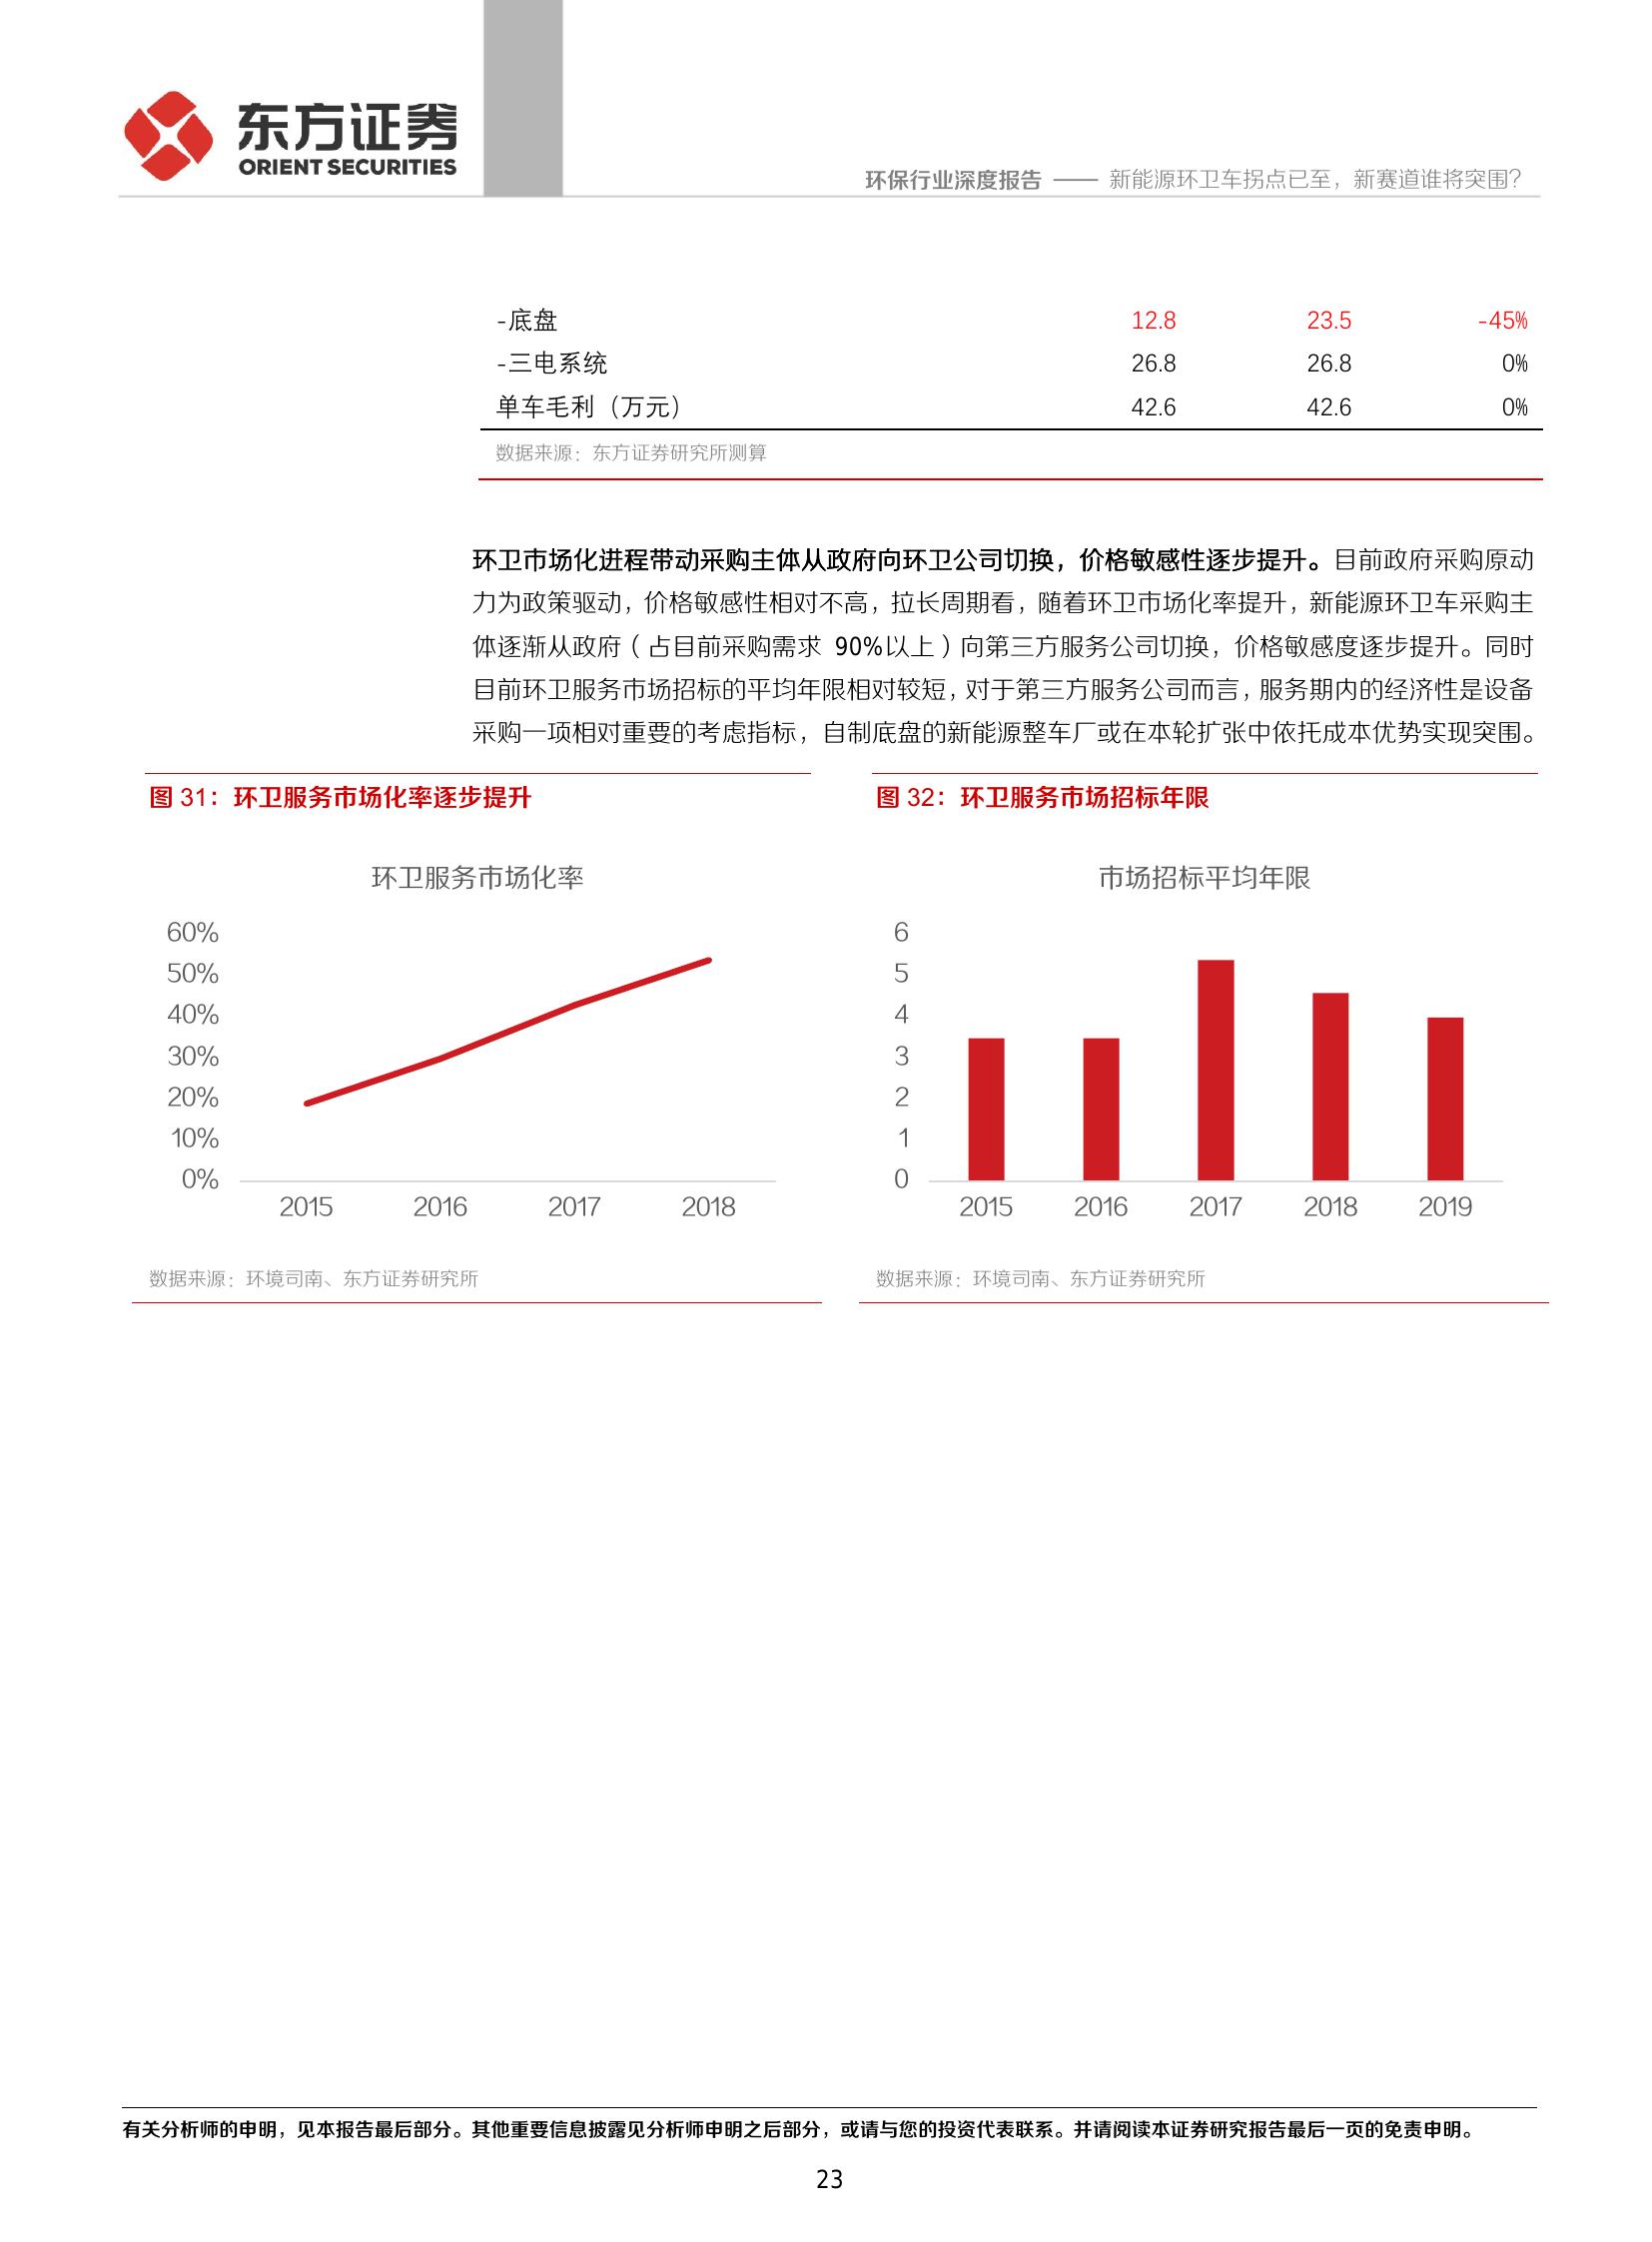 东方证券
ORIENT SECURITIES
环保行业深度报告 —— 新能源环卫车拐点已至，新赛道谁将突围？
-底盘 12.8 23.5 -45%
-三电系统 26.8 26.8 0%
单车毛利（万元） 42.6 42.6 0%
数据来源：东方证券研究所测算
环卫市场化进程带动采购主体从政府向环卫公司切换，价格敏感性逐步提升。目前政府采购原动
力为政策驱动，价格敏感性相对不高，拉长周期看，随着环卫市场化率提升，新能源环卫车采购主
体逐渐从政府（占目前采购需求 90%以上）向第三方服务公司切换，价格敏感度逐步提升。同时
目前环卫服务市场招标的平均年限相对较短，对于第三方服务公司而言，服务期内的经济性是设备
采购一项相对重要的考虑指标，自制底盘的新能源整车厂或在本轮扩张中依托成本优势实现突围。
图 31：环卫服务市场化率逐步提升
环卫服务市场化率
60%
50%
40%
30%
20%
10%
0%
2015 2016 2017 2018
数据来源：环境司南、东方证券研究所
图 32：环卫服务市场招标年限
市场招标平均年限
6
5
4
3
2
1
0
2015 2016 2017 2018 2019
数据来源：环境司南、东方证券研究所
有关分析师的申明，见本报告最后部分。其他重要信息披露见分析师申明之后部分，或请与您的投资代表联系。并请阅读本证券研究报告最后一页的免责申明。
23